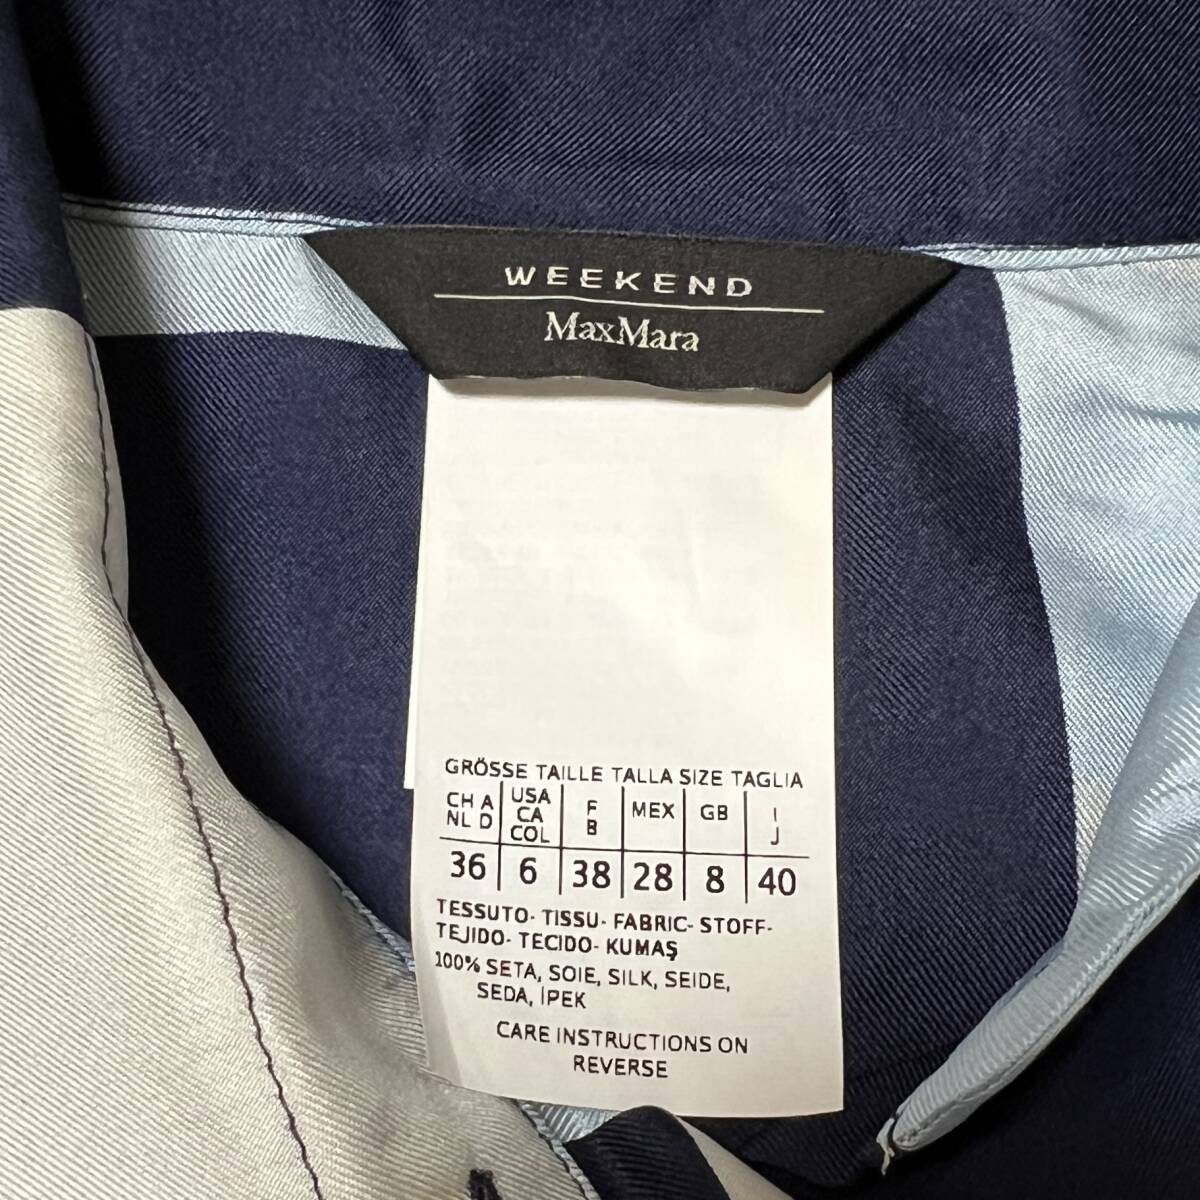 WEEKEND
MaxMara
GRÖSSE TAILLE TALLA SIZE TAGLIA
CH A NL D | USA CA COL | F B | MEX | GB | I J
36 | 6 | 38 | 28 | 8 | 40
TESSUTO- TISSU- FABRIC- STOFF-
TEJIDO- TECIDO- KUMAŞ
100% SETA, SOIE, SILK, SEIDE,
SEDA, İPEK
CARE INSTRUCTIONS ON
REVERSE